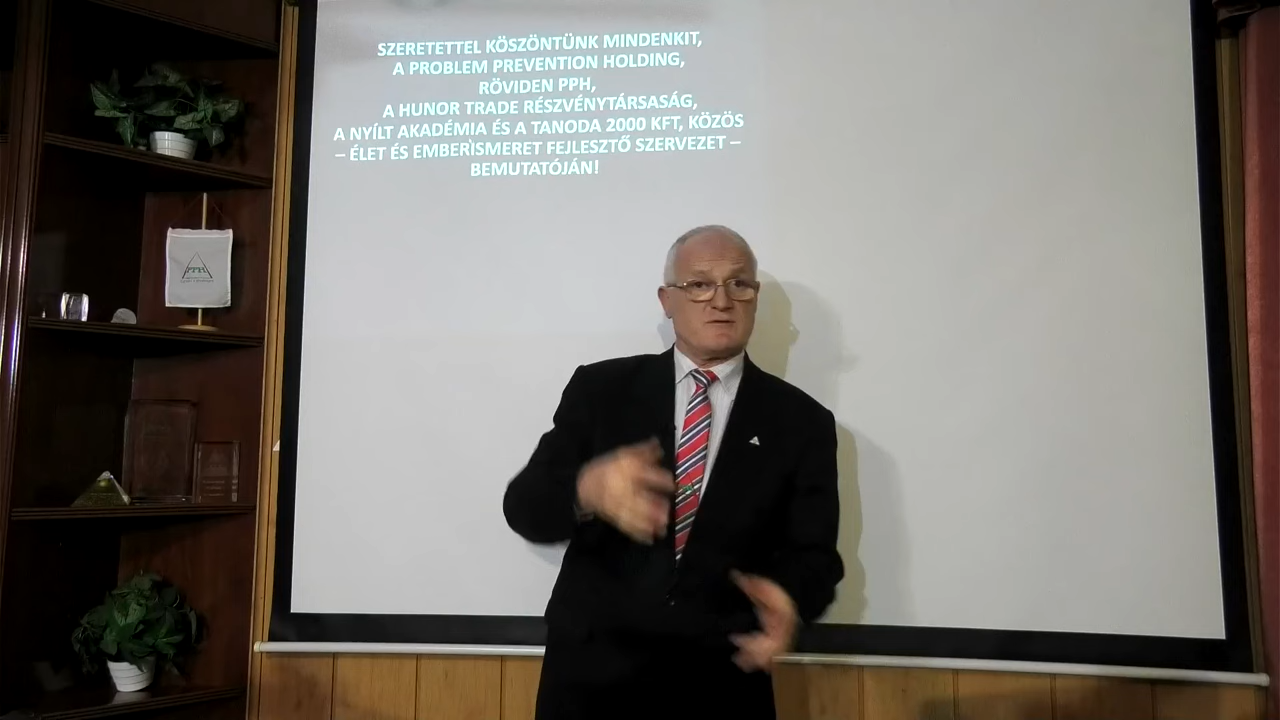 SZERETETTEL KÖSZÖNTÜNK MINDENKIT,
A PROBLEM PREVENTION HOLDING,
RÖVIDEN PPH,
A HUNOR TRADE RÉSZVÉNYTÁRSASÁG,
A NYÍLT AKADÉMIA ÉS A TANODA 2000 KFT, KÖZÖS
– ÉLET ÉS EMBERISMERET FEJLESZTŐ SZERVEZET –
BEMUTATÓJÁN!